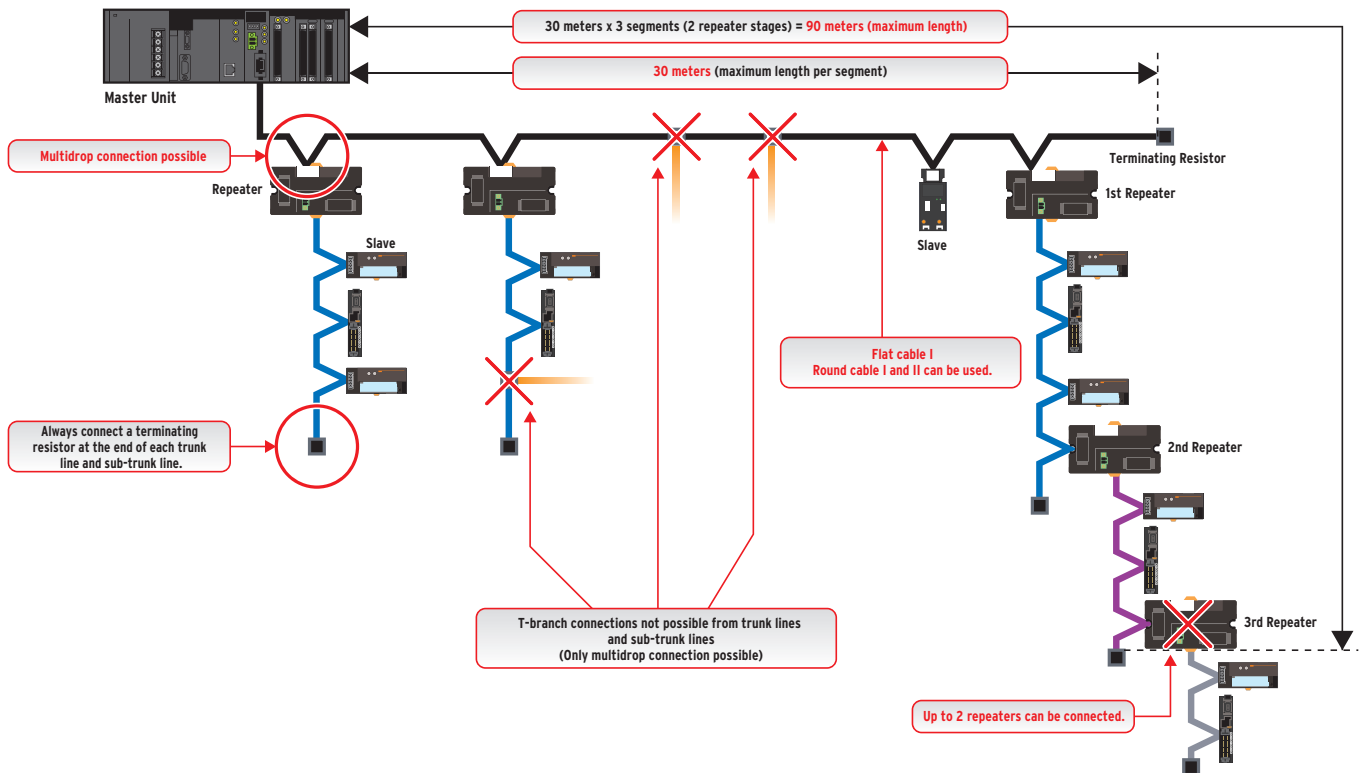 30 meters x 3 segments (2 repeater stages) = 90 meters (maximum length)
30 meters (maximum length per segment)
Master Unit
Multidrop connection possible
Terminating Resistor
Repeater
1st Repeater
Slave
Slave
Flat cable I
Round cable I and II can be used.
Always connect a terminating
resistor at the end of each trunk
line and sub-trunk line.
2nd Repeater
T-branch connections not possible from trunk lines
and sub-trunk lines
(Only multidrop connection possible)
3rd Repeater
Up to 2 repeaters can be connected.